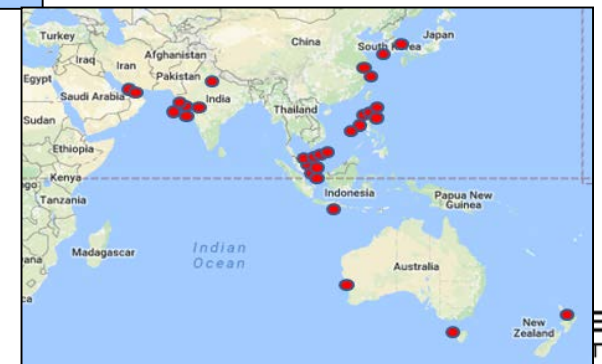 Turkey
Iraq
Iran
Afghanistan
Pakistan
China
South Korea
Japan
Egypt
Saudi Arabia
India
Thailand
Sudan
Ethiopia
Kenya
Tanzania
Indonesia
Papua New
Guinea
Madagascar
Indian
Ocean
Australia
New
Zealand